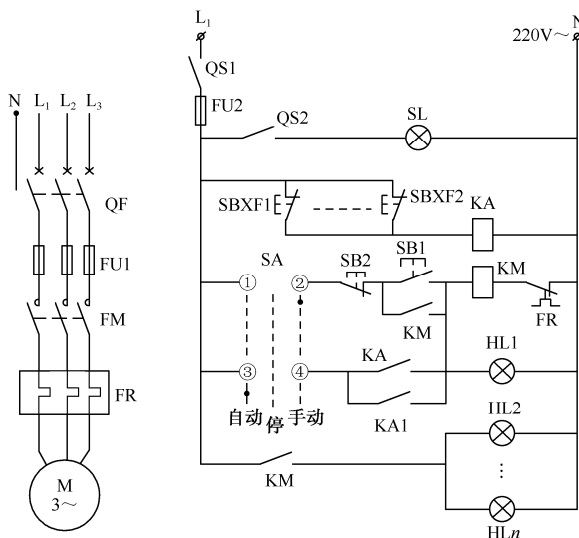 L₁
N
220V～
QS1
FU2
QS2
SL
N
L₁
L₂
L₃
QF
FU1
FM
FR
M
3～
SBXF1
SBXF2
KA
SA
①
②
SB2
SB1
KM
KM
FR
③
④
KA
HL1
KA1
自动
停
手动
HL2
KM
⋮
HLn